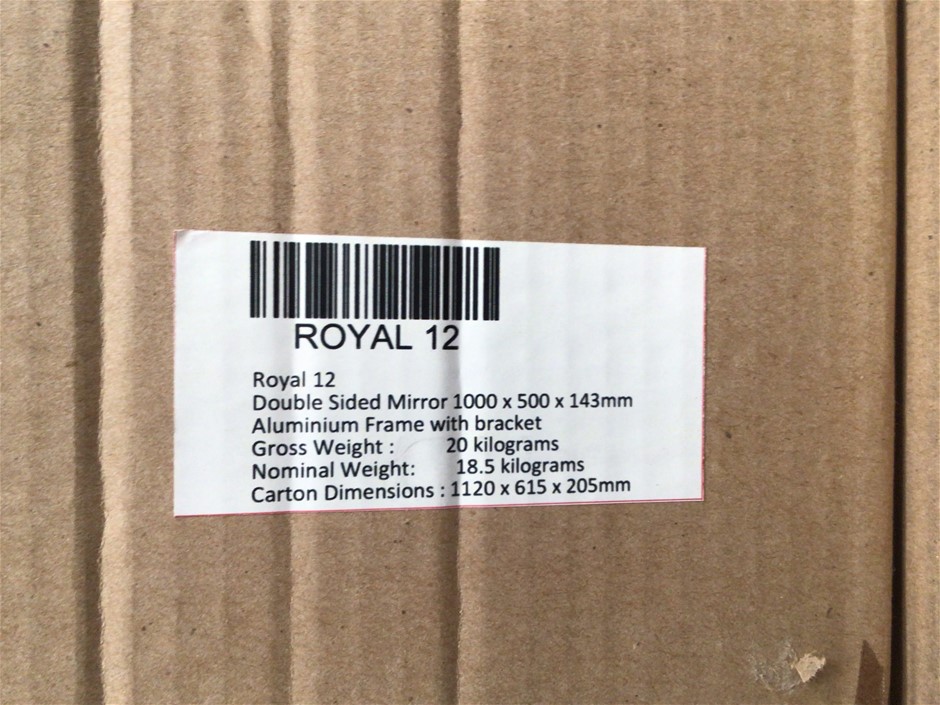 ROYAL 12
Royal 12
Double Sided Mirror 1000 x 500 x 143mm
Aluminium Frame with bracket
Gross Weight : 20 kilograms
Nominal Weight: 18.5 kilograms
Carton Dimensions : 1120 x 615 x 205mm